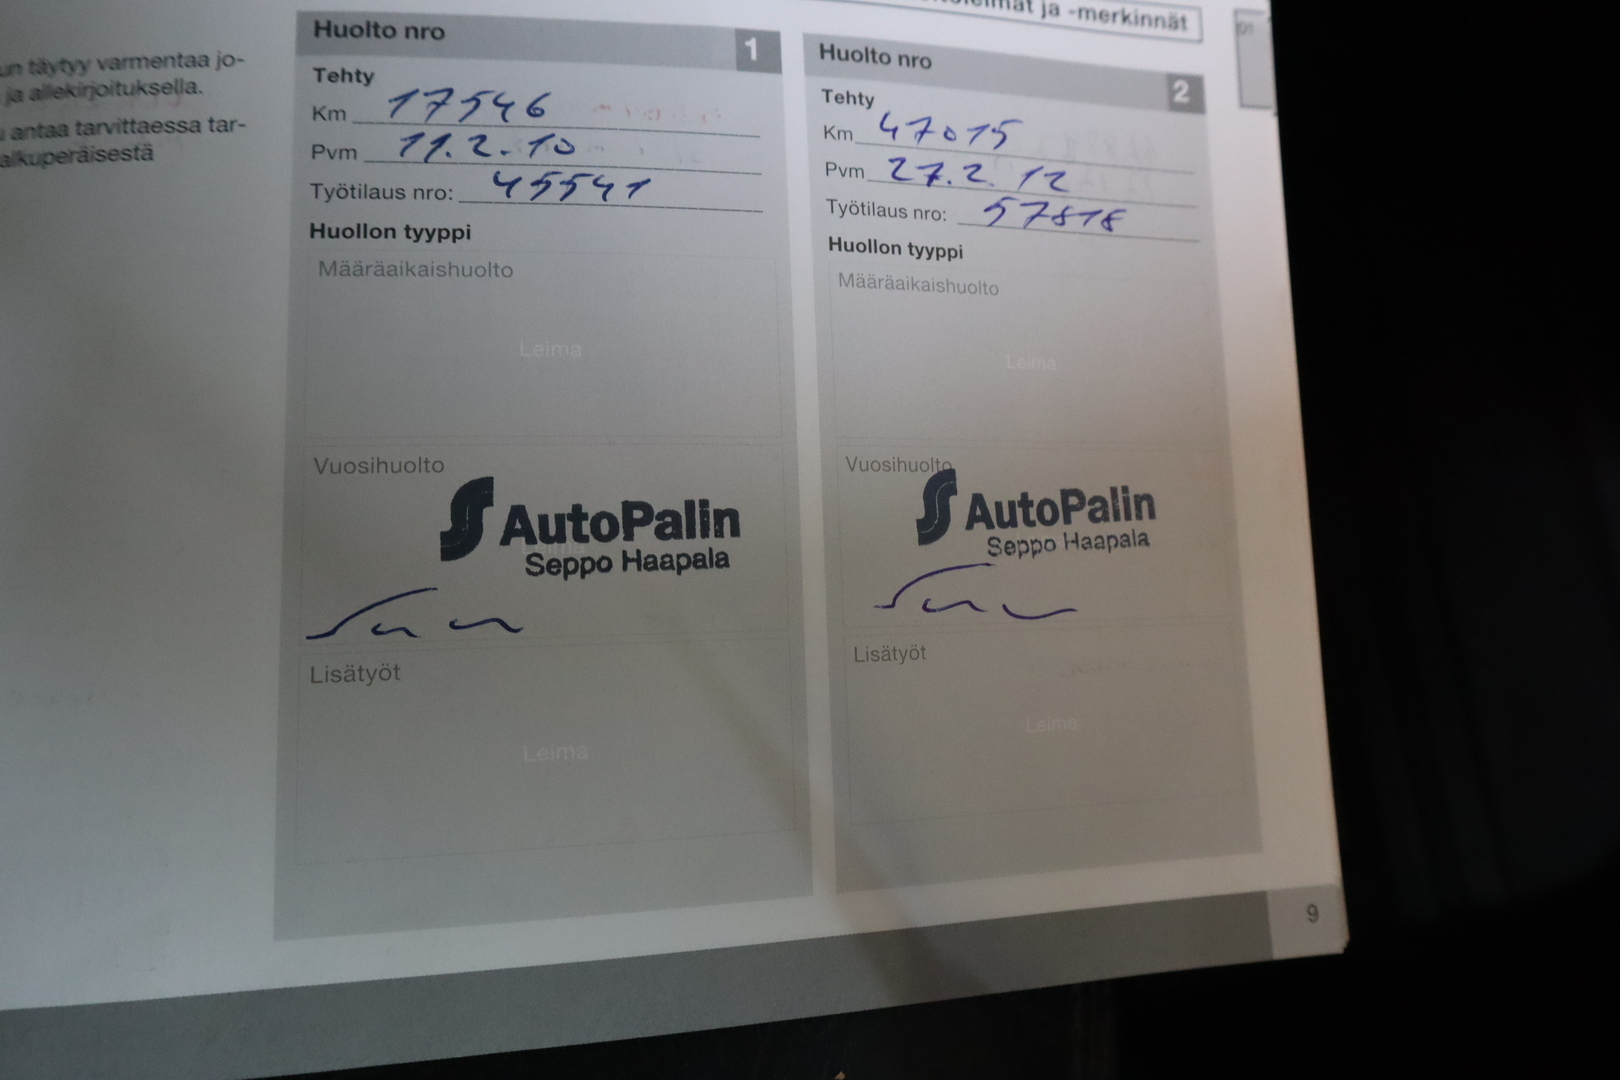 un täytyy varmentaa jo-
ja allekirjoituksella.
antaa tarvittaessa tar-
alkuperäisestä
ja -merkinnät
Huolto nro 1
Tehty
Km 17546
Pvm 11.2.10
Työtilaus nro: 45541
Huollon tyyppi
Määräaikaishuolto
Leima
Vuosihuolto
AutoPalin
Seppo Haapala
Lisätyöt
Leima
Huolto nro 2
Tehty
Km 47015
Pvm 27.2.12
Työtilaus nro: 57818
Huollon tyyppi
Määräaikaishuolto
Leima
Vuosihuolto
AutoPalin
Seppo Haapala
Lisätyöt
Leima
9